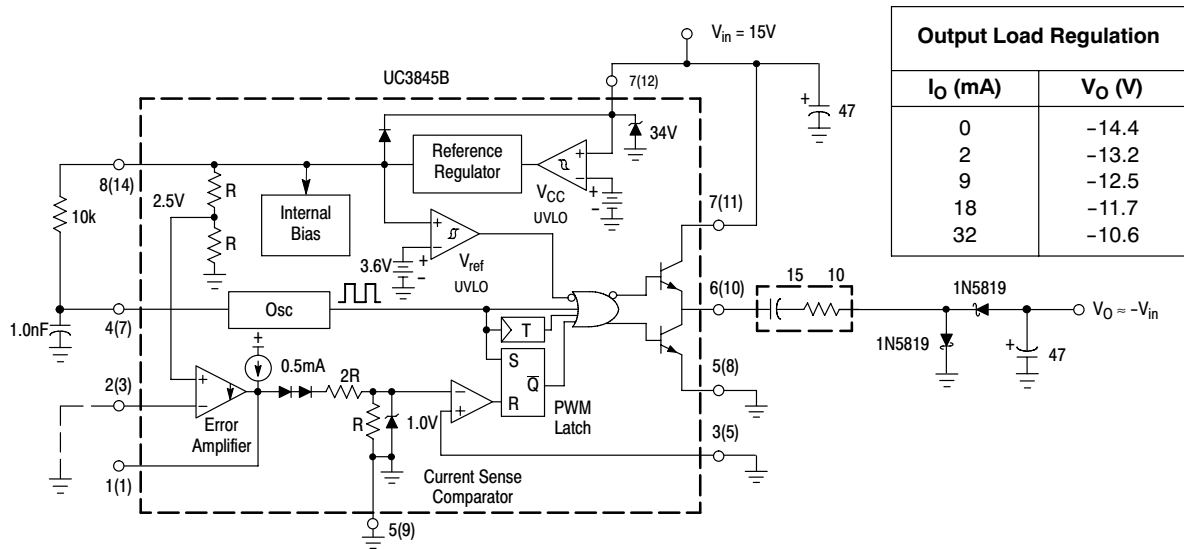 V_in = 15V
Output Load Regulation
I_O (mA) V_O (V)
0 −14.4
2 −13.2
9 −12.5
18 −11.7
32 −10.6
UC3845B
7(12)
+
47
34V
Reference
Regulator
+
−
V_CC
UVLO
+
−
8(14)
2.5V
R
R
10k
Internal
Bias
7(11)
+
−
V_ref
UVLO
3.6V
+
−
15 10
6(10)
1N5819
V_O ≈ −V_in
Osc
4(7)
1.0nF
T
1N5819
+
47
S
Q̅
R
PWM
Latch
5(8)
+
0.5mA
2R
2(3)
+
−
Error
Amplifier
R
1.0V
−
+
3(5)
Current Sense
Comparator
1(1)
5(9)